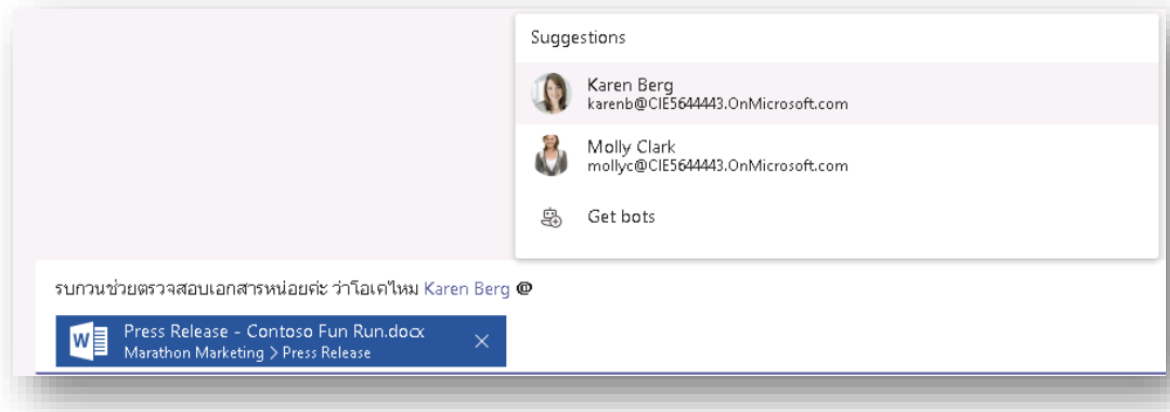 Suggestions
Karen Berg
karenb@CIE5644443.OnMicrosoft.com
Molly Clark
mollyc@CIE5644443.OnMicrosoft.com
Get bots
รบกวนช่วยตรวจสอบเอกสารหน่อยค่ะ ว่าโอเคไหม Karen Berg @
Press Release - Contoso Fun Run.docx
Marathon Marketing > Press Release